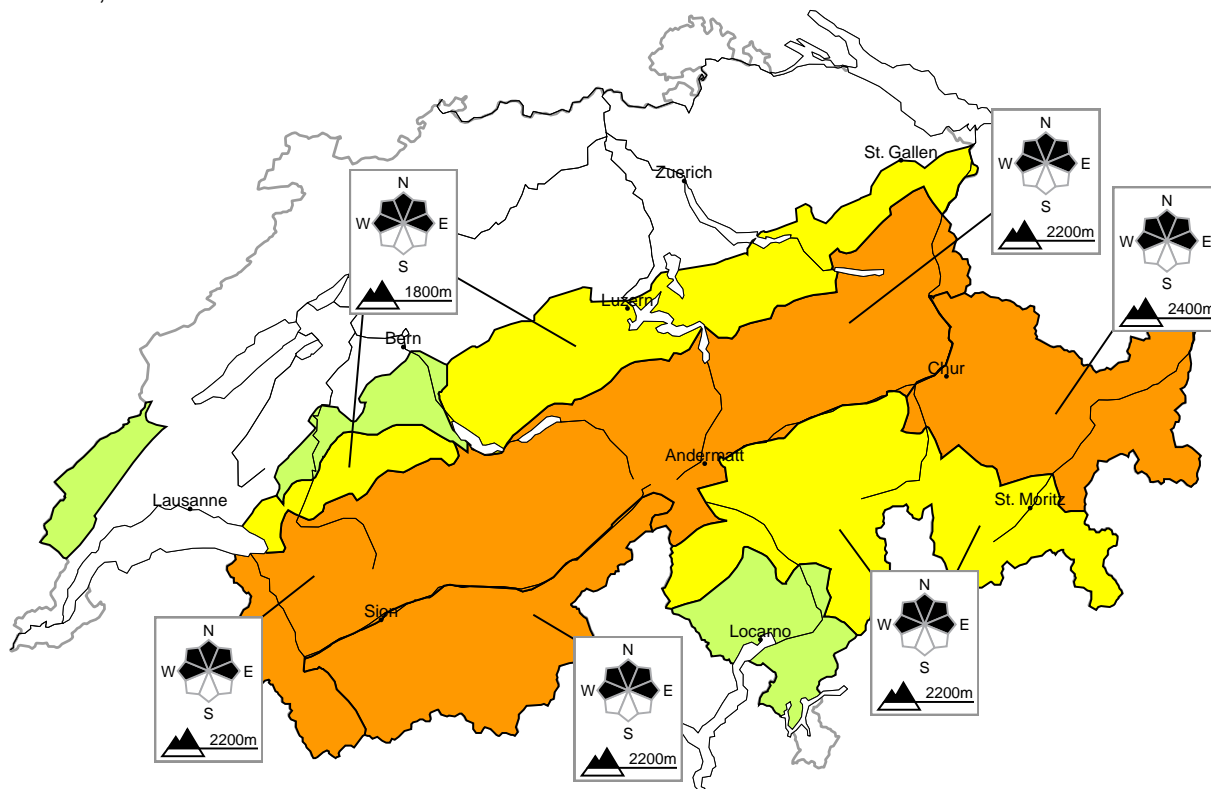 N
W E
S
2200m
N
W E
S
2400m
N
W E
S
1800m
St. Gallen
Zuerich
Luzern
Bern
Chur
Andermatt
Lausanne
St. Moritz
Sion
Locarno
N
W E
S
2200m
N
W E
S
2200m
N
W E
S
2200m